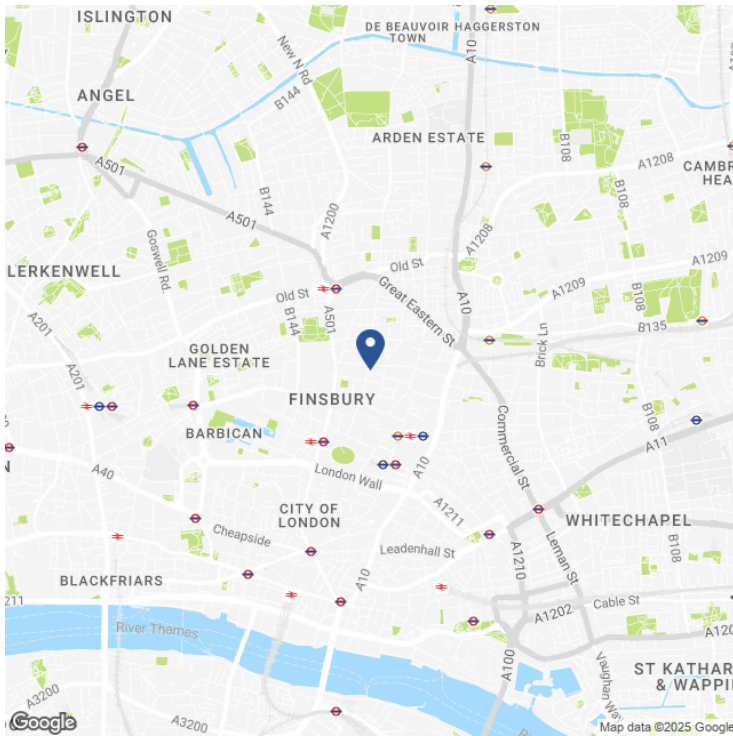 ISLINGTON
DE BEAUVOIR
TOWN
HAGGERSTON
A10
New N Rd
B144
ANGEL
ARDEN ESTATE
B108
A501
A1208
CAMBR
HEA
B108
B144
A1200
A501
A1208
Goswell Rd.
LERKENWELL
Old St
A1209
A10
A1209
Great Eastern St
B108
Old St
A501
B144
A201
B135
Brick Ln
GOLDEN
LANE ESTATE
A201
FINSBURY
B108
Commercial St
BARBICAN
A11
N
A40
A10
London Wall
CITY OF
LONDON
A1211
WHITECHAPEL
Cheapside
Leadenhall St
A1210
Leman St
B108
BLACKFRIARS
A10
211
Cable St
A1202
River Thames
A120
A100
Vaughan Way
ST KATHAR
& WAPPI
A3200
A3200
Google
Map data ©2025 Google